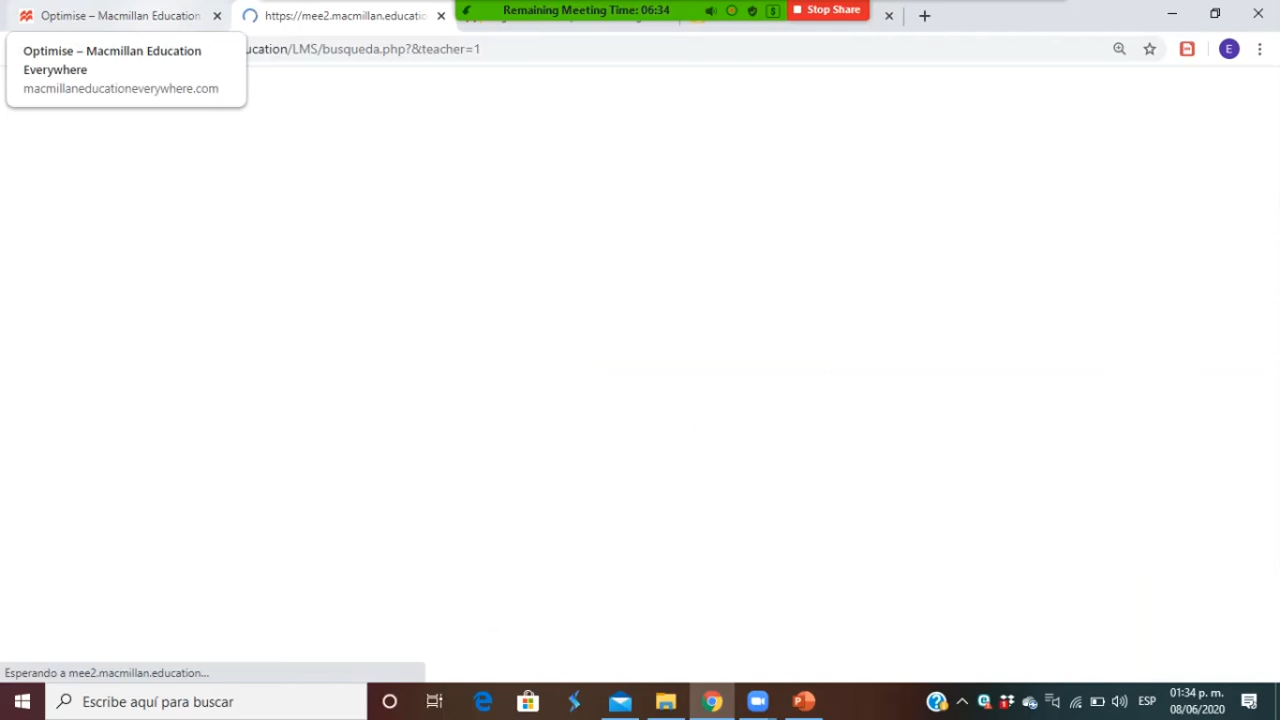 Optimise – Macmillan Education
https://mee2.macmillan.educatio
Remaining Meeting Time: 06:34
Stop Share
Optimise – Macmillan Education
Everywhere
macmillaneducationeverywhere.com
ucation/LMS/busqueda.php?&teacher=1
E
Esperando a mee2.macmillan.education...
Escribe aquí para buscar
ESP
01:34 p. m.
08/06/2020